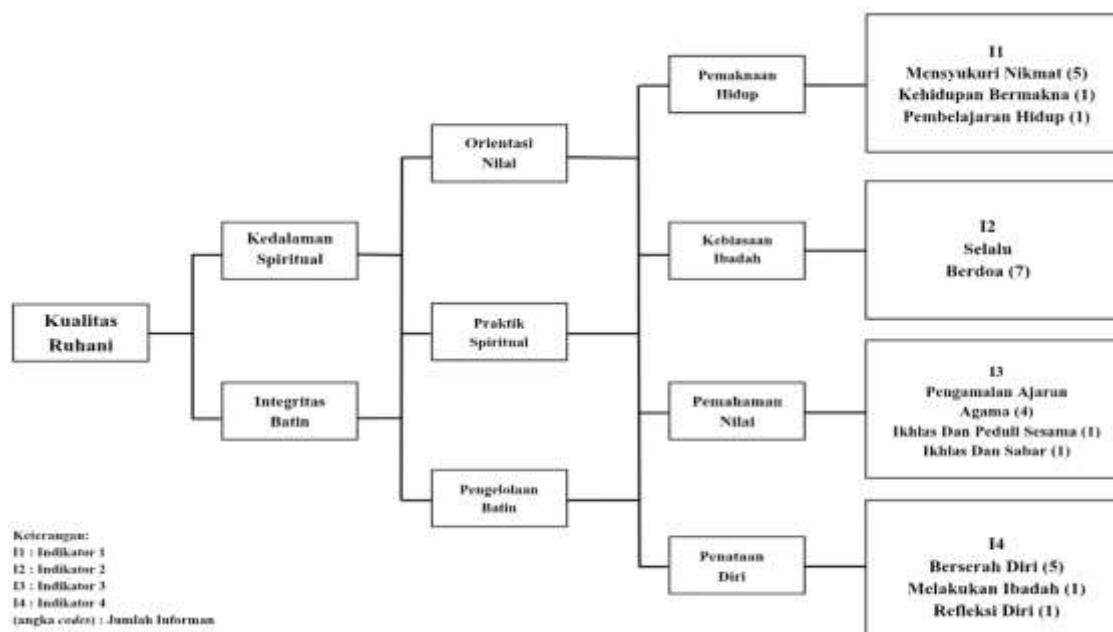 Kualitas
Ruhani
Kedalaman
Spiritual
Integritas
Batin
Orientasi
Nilai
Praktik
Spiritual
Pengelolaan
Batin
Pemaknaan
Hidup
Kebiasaan
Ibadah
Pemahaman
Nilai
Penataan
Diri
I1
Mensyukuri Nikmat (5)
Kehidupan Bermakna (1)
Pembelajaran Hidup (1)
I2
Selalu
Berdoa (7)
I3
Pengamalan Ajaran
Agama (4)
Ikhlas Dan Peduli Sesama (1)
Ikhlas Dan Sabar (1)
I4
Berserah Diri (5)
Melakukan Ibadah (1)
Refleksi Diri (1)
Keterangan:
I1 : Indikator 1
I2 : Indikator 2
I3 : Indikator 3
I4 : Indikator 4
(angka codes) : Jumlah Informan